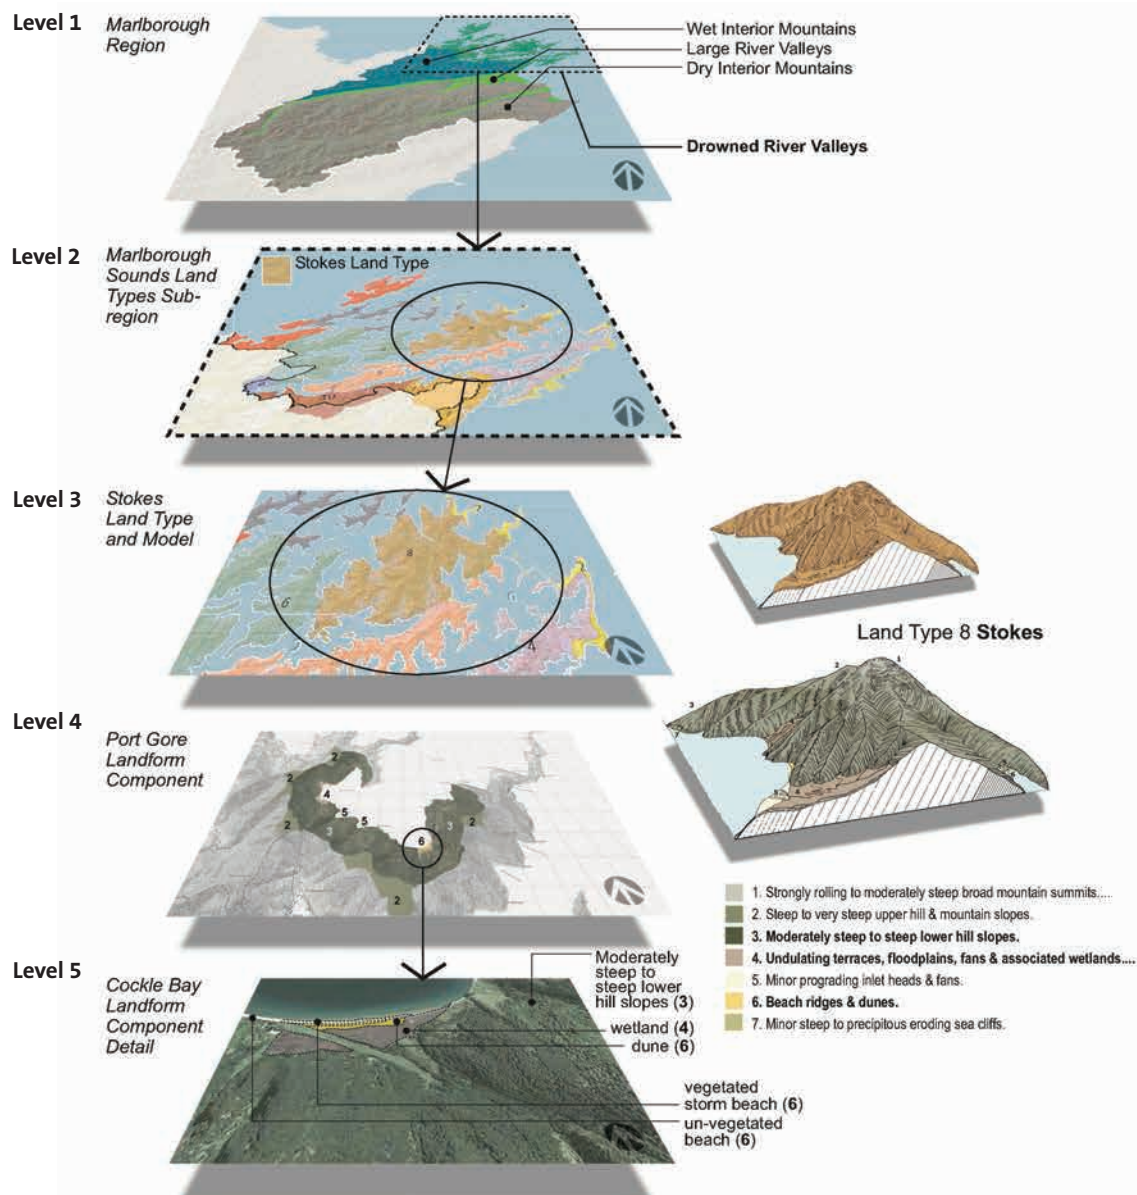 Level 1
Marlborough
Region
Wet Interior Mountains
Large River Valleys
Dry Interior Mountains
Drowned River Valleys
Level 2
Marlborough
Sounds Land
Types Sub-
region
Stokes Land Type
Level 3
Stokes
Land Type
and Model
8
6
4
Land Type 8 Stokes
2
1
3
7
Level 4
Port Gore
Landform
Component
2
2
4
5
5
2
3
3
2
6
2
1. Strongly rolling to moderately steep broad mountain summits....
2. Steep to very steep upper hill & mountain slopes.
3. Moderately steep to steep lower hill slopes.
4. Undulating terraces, floodplains, fans & associated wetlands....
5. Minor prograding inlet heads & fans.
6. Beach ridges & dunes.
7. Minor steep to precipitous eroding sea cliffs.
Level 5
Cockle Bay
Landform
Component
Detail
Moderately
steep to
steep lower
hill slopes (3)
wetland (4)
dune (6)
vegetated
storm beach (6)
un-vegetated
beach (6)